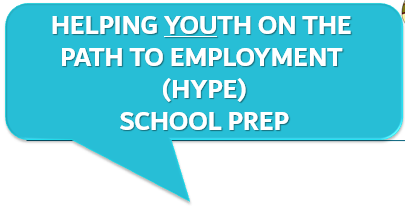 HELPING YOUTH ON THE
PATH TO EMPLOYMENT
(HYPE)
SCHOOL PREP